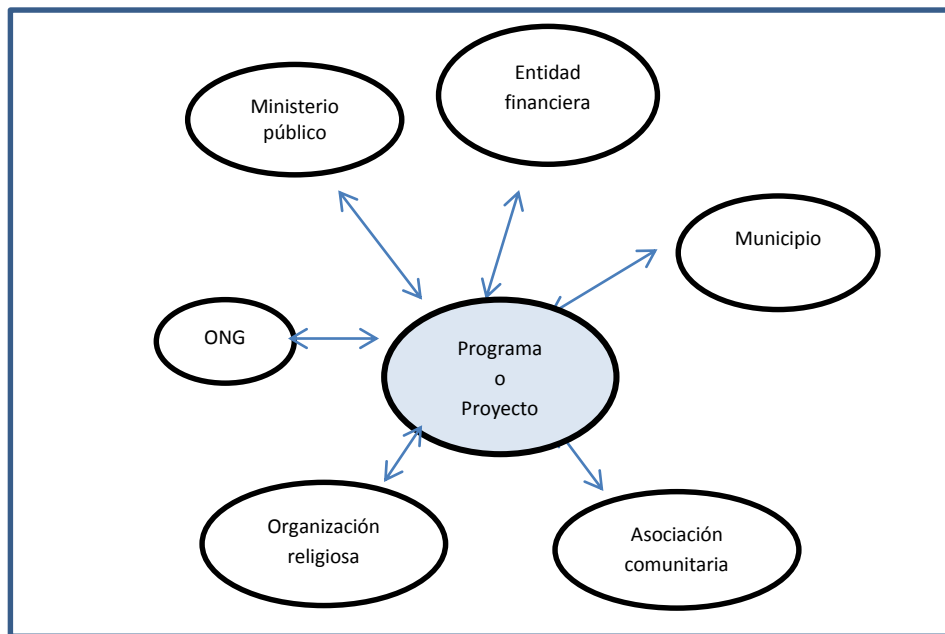 Entidad
financiera
Ministerio
público
Municipio
ONG
Programa
o
Proyecto
Organización
religiosa
Asociación
comunitaria